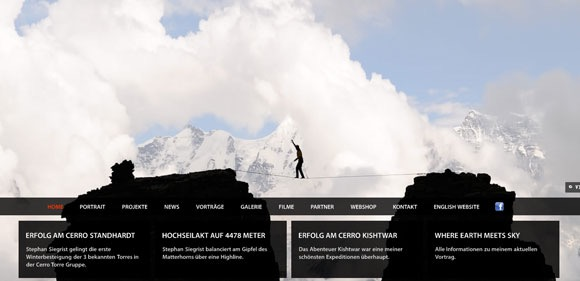 HOME PORTRAIT PROJEKTE NEWS VORTRÄGE GALERIE FILME PARTNER WEBSHOP KONTAKT ENGLISH WEBSITE
ERFOLG AM CERRO STANDHARDT
Stephan Siegrist gelingt die erste
Winterbesteigung der 3 bekannten Torres in
der Cerro Torre Gruppe.
HOCHSEILAKT AUF 4478 METER
Stephan Siegrist balanciert am Gipfel des
Matterhorns über eine Highline.
ERFOLG AM CERRO KISHTWAR
Das Abenteuer Kishtwar war eine meiner
schönsten Expeditionen überhaupt.
WHERE EARTH MEETS SKY
Alle Informationen zu meinem aktuellen
Vortrag.